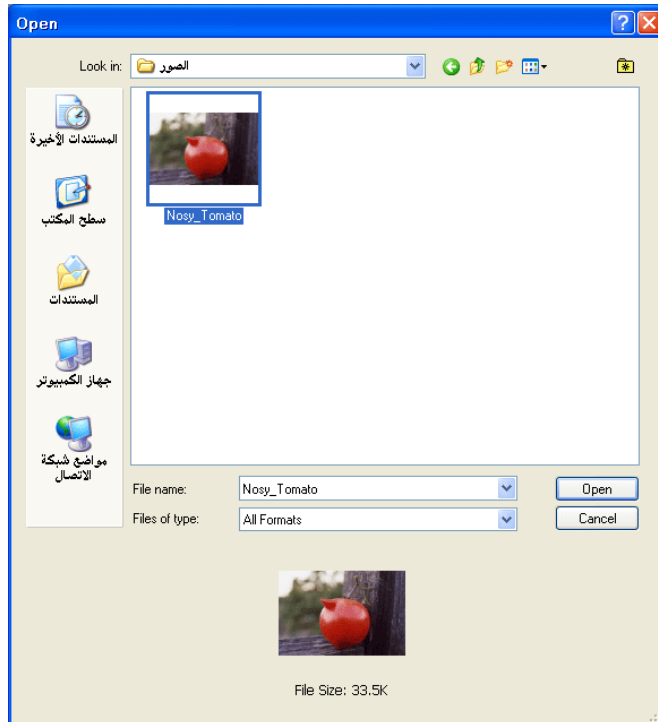 Open
Look in:
الصور
المستندات الأخيرة
سطح المكتب
المستندات
جهاز الكمبيوتر
مواضع شبكة
الاتصال
Nosy_Tomato
File name:
Nosy_Tomato
Open
Files of type:
All Formats
Cancel
File Size: 33.5K